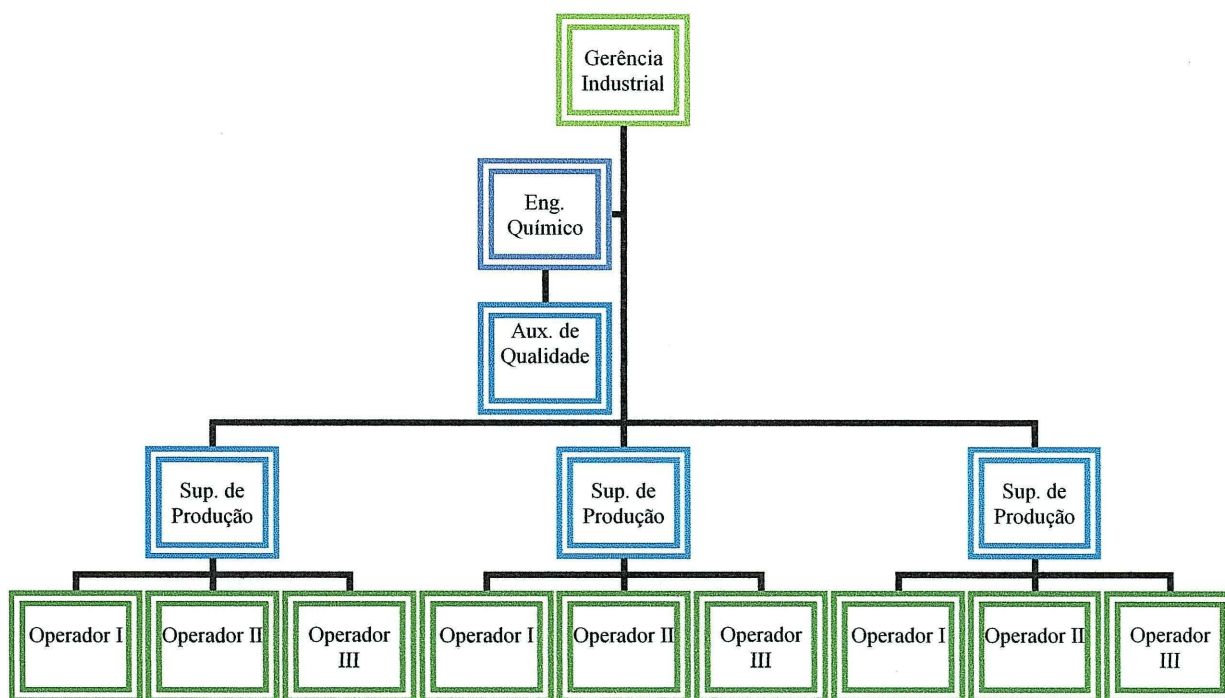 Gerência
Industrial
Eng.
Químico
Aux. de
Qualidade
Sup. de
Produção
Sup. de
Produção
Sup. de
Produção
Operador I
Operador II
Operador
III
Operador I
Operador II
Operador
III
Operador I
Operador II
Operador
III